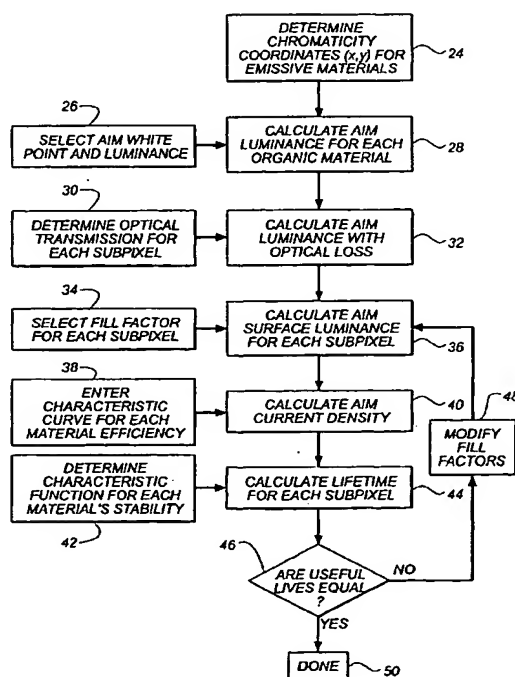 DETERMINE
CHROMATICITY
COORDINATES (x,y) FOR
EMISSIVE MATERIALS
24
26
SELECT AIM WHITE
POINT AND LUMINANCE
CALCULATE AIM
LUMINANCE FOR EACH
ORGANIC MATERIAL
28
30
DETERMINE OPTICAL
TRANSMISSION FOR
EACH SUBPIXEL
CALCULATE AIM
LUMINANCE WITH
OPTICAL LOSS
32
34
SELECT FILL FACTOR
FOR EACH SUBPIXEL
CALCULATE AIM
SURFACE LUMINANCE
FOR EACH SUBPIXEL
36
38
ENTER
CHARACTERISTIC
CURVE FOR EACH
MATERIAL EFFICIENCY
CALCULATE AIM
CURRENT DENSITY
40
48
MODIFY
FILL
FACTORS
DETERMINE
CHARACTERISTIC
FUNCTION FOR EACH
MATERIAL'S STABILITY
42
CALCULATE LIFETIME
FOR EACH SUBPIXEL
44
46
ARE USEFUL
LIVES EQUAL
?
NO
YES
DONE
50